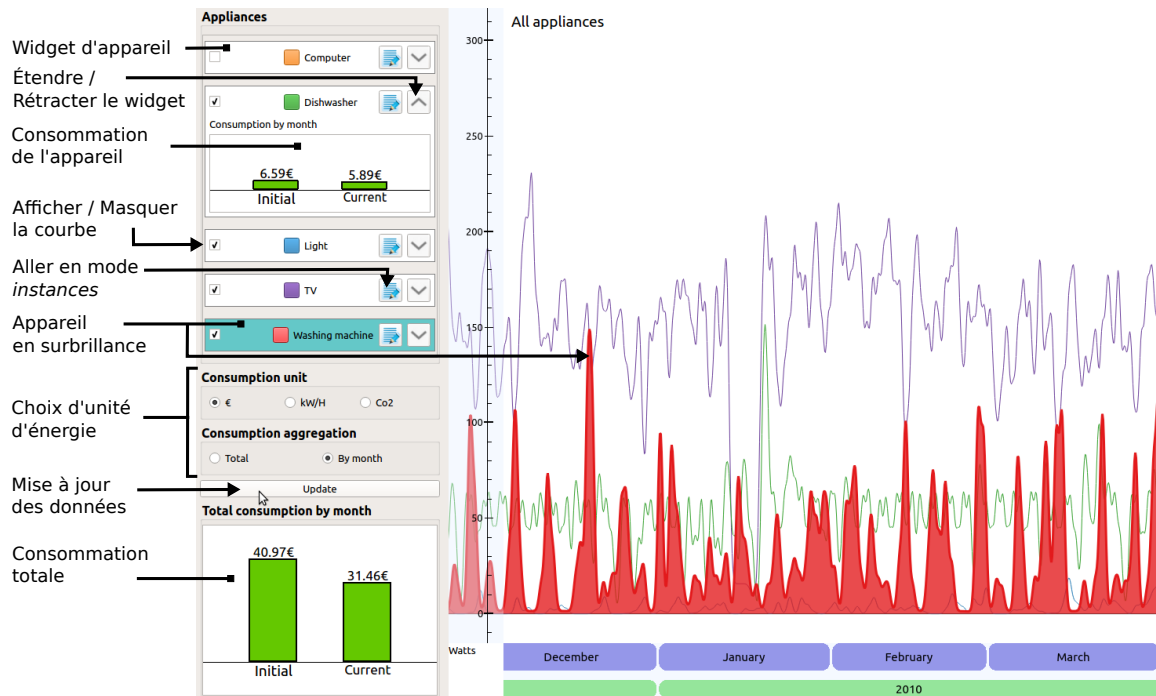 Widget d'appareil
Étendre /
Rétracter le widget
Consommation
de l'appareil
Afficher / Masquer
la courbe
Aller en mode
instances
Appareil
en surbrillance
Choix d'unité
d'énergie
Mise à jour
des données
Consommation
totale
Appliances
Computer
Dishwasher
Consumption by month
6.59€
5.89€
Initial
Current
Light
TV
Washing machine
Consumption unit
€
kW/H
Co2
Consumption aggregation
Total
By month
Update
Total consumption by month
40.97€
31.46€
Initial
Current
All appliances
300
250
200
150
100
50
0
Watts
December
January
February
March
2010